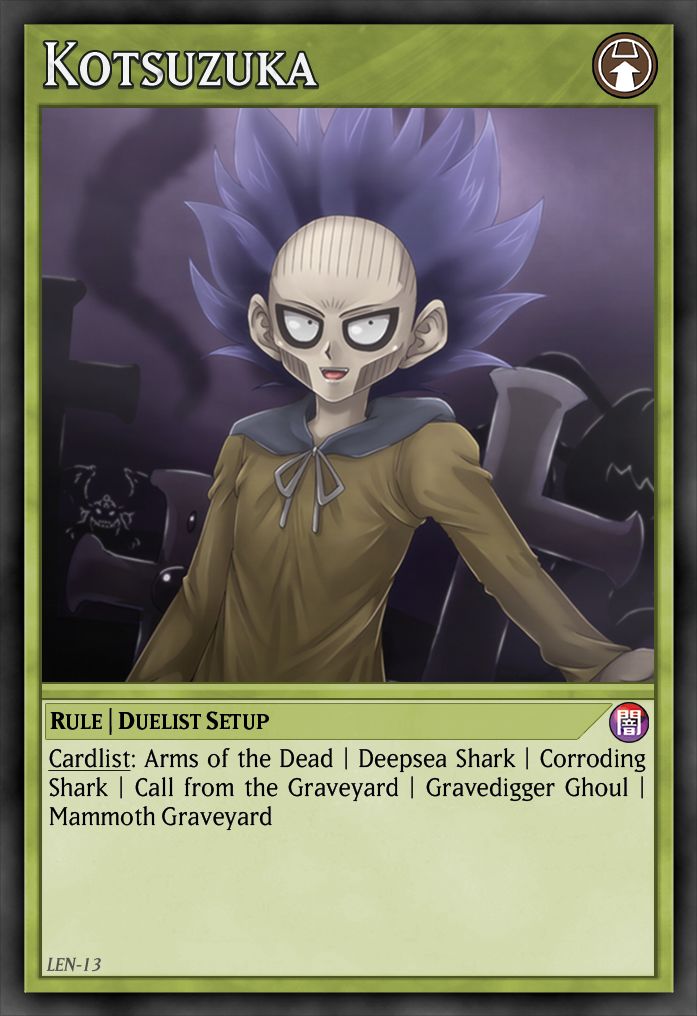 KOTSUZUKA
RULE | DUELIST SETUP
闇
Cardlist: Arms of the Dead | Deepsea Shark | Corroding
Shark | Call from the Graveyard | Gravedigger Ghoul |
Mammoth Graveyard
LEN-13